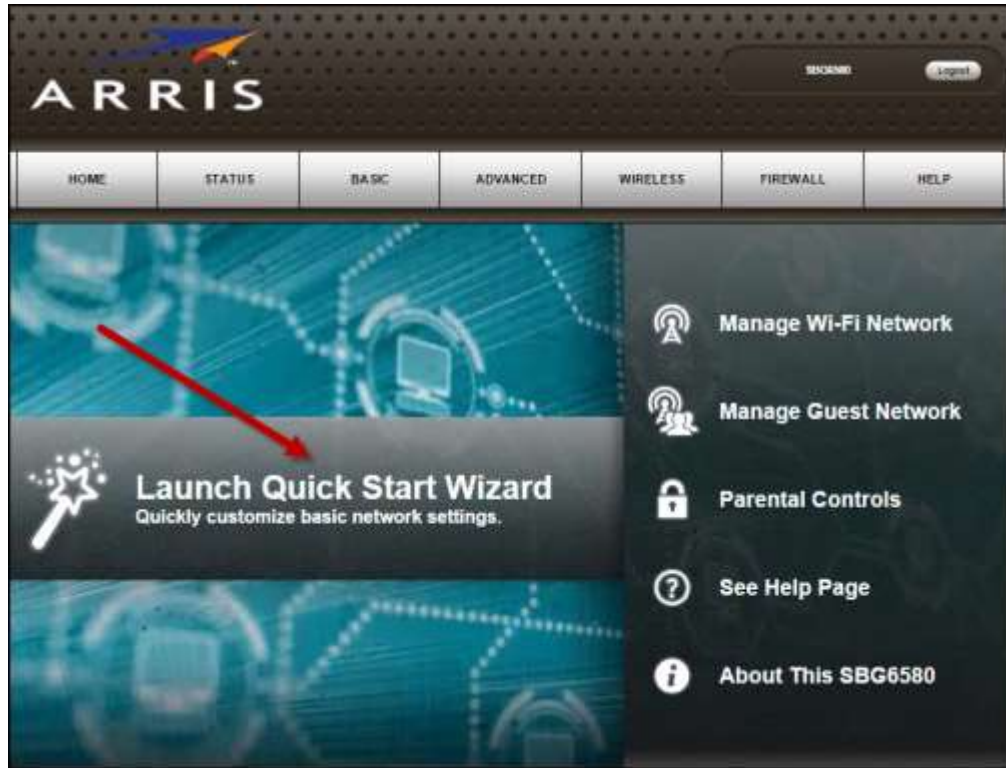 ARRIS
SBG6580
Logout
HOME STATUS BASIC ADVANCED WIRELESS FIREWALL HELP
Manage Wi-Fi Network
Manage Guest Network
Launch Quick Start Wizard
Quickly customize basic network settings.
Parental Controls
See Help Page
About This SBG6580